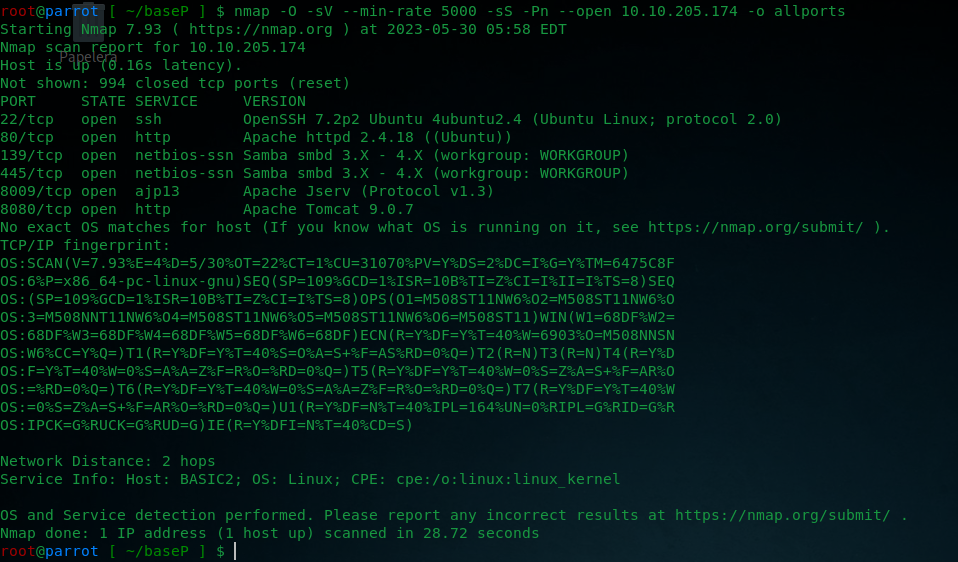 root@parrot [ ~/baseP ] $ nmap -O -sV --min-rate 5000 -sS -Pn --open 10.10.205.174 -o allports
Starting Nmap 7.93 ( https://nmap.org ) at 2023-05-30 05:58 EDT
Nmap scan report for 10.10.205.174
Papelera
Host is up (0.16s latency).
Not shown: 994 closed tcp ports (reset)
PORT     STATE SERVICE     VERSION
22/tcp   open  ssh         OpenSSH 7.2p2 Ubuntu 4ubuntu2.4 (Ubuntu Linux; protocol 2.0)
80/tcp   open  http        Apache httpd 2.4.18 ((Ubuntu))
139/tcp  open  netbios-ssn Samba smbd 3.X - 4.X (workgroup: WORKGROUP)
445/tcp  open  netbios-ssn Samba smbd 3.X - 4.X (workgroup: WORKGROUP)
8009/tcp open  ajp13       Apache Jserv (Protocol v1.3)
8080/tcp open  http        Apache Tomcat 9.0.7
No exact OS matches for host (If you know what OS is running on it, see https://nmap.org/submit/ ).
TCP/IP fingerprint:
OS:SCAN(V=7.93%E=4%D=5/30%OT=22%CT=1%CU=31070%PV=Y%DS=2%DC=I%G=Y%TM=6475C8F
OS:6%P=x86_64-pc-linux-gnu)SEQ(SP=109%GCD=1%ISR=10B%TI=Z%CI=I%II=I%TS=8)SEQ
OS:(SP=109%GCD=1%ISR=10B%TI=Z%CI=I%TS=8)OPS(O1=M508ST11NW6%O2=M508ST11NW6%O
OS:3=M508NNT11NW6%O4=M508ST11NW6%O5=M508ST11NW6%O6=M508ST11)WIN(W1=68DF%W2=
OS:68DF%W3=68DF%W4=68DF%W5=68DF%W6=68DF)ECN(R=Y%DF=Y%T=40%W=6903%O=M508NNSN
OS:W6%CC=Y%Q=)T1(R=Y%DF=Y%T=40%S=O%A=S+%F=AS%RD=0%Q=)T2(R=N)T3(R=N)T4(R=Y%D
OS:F=Y%T=40%W=0%S=A%A=Z%F=R%O=%RD=0%Q=)T5(R=Y%DF=Y%T=40%W=0%S=Z%A=S+%F=AR%O
OS:=%RD=0%Q=)T6(R=Y%DF=Y%T=40%W=0%S=A%A=Z%F=R%O=%RD=0%Q=)T7(R=Y%DF=Y%T=40%W
OS:=0%S=Z%A=S+%F=AR%O=%RD=0%Q=)U1(R=Y%DF=N%T=40%IPL=164%UN=0%RIPL=G%RID=G%R
OS:IPCK=G%RUCK=G%RUD=G)IE(R=Y%DFI=N%T=40%CD=S)
Network Distance: 2 hops
Service Info: Host: BASIC2; OS: Linux; CPE: cpe:/o:linux:linux_kernel
OS and Service detection performed. Please report any incorrect results at https://nmap.org/submit/ .
Nmap done: 1 IP address (1 host up) scanned in 28.72 seconds
root@parrot [ ~/baseP ] $